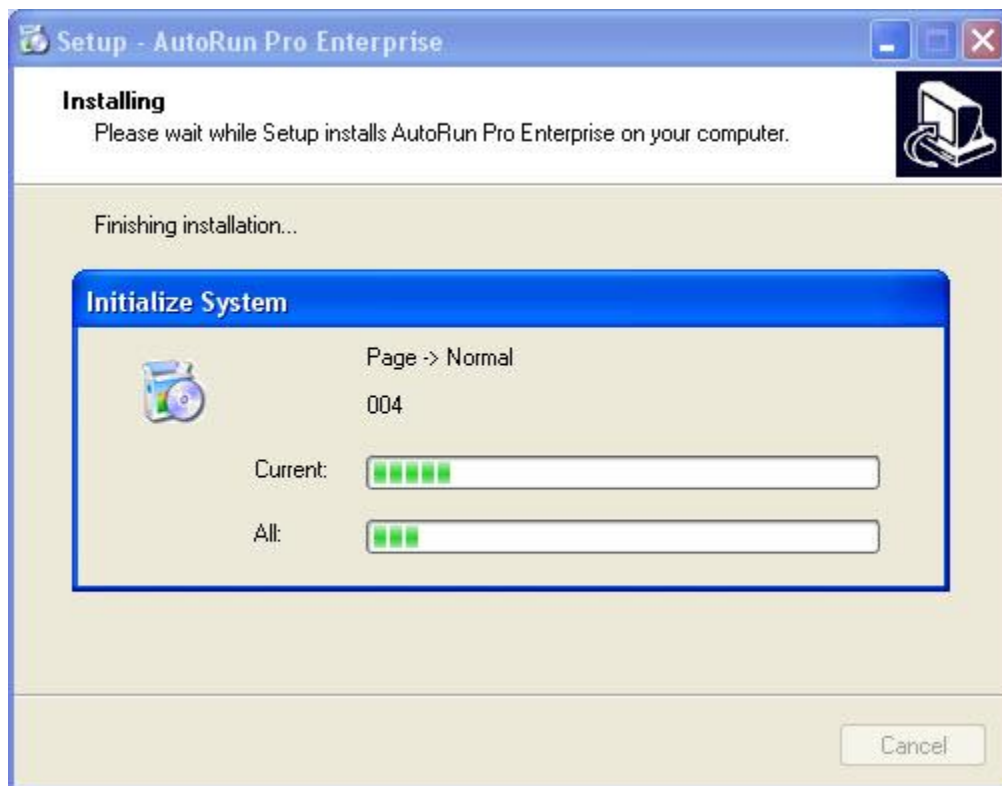 Setup - AutoRun Pro Enterprise
Installing
Please wait while Setup installs AutoRun Pro Enterprise on your computer.
Finishing installation...
Initialize System
Page -> Normal
004
Current:
All:
Cancel